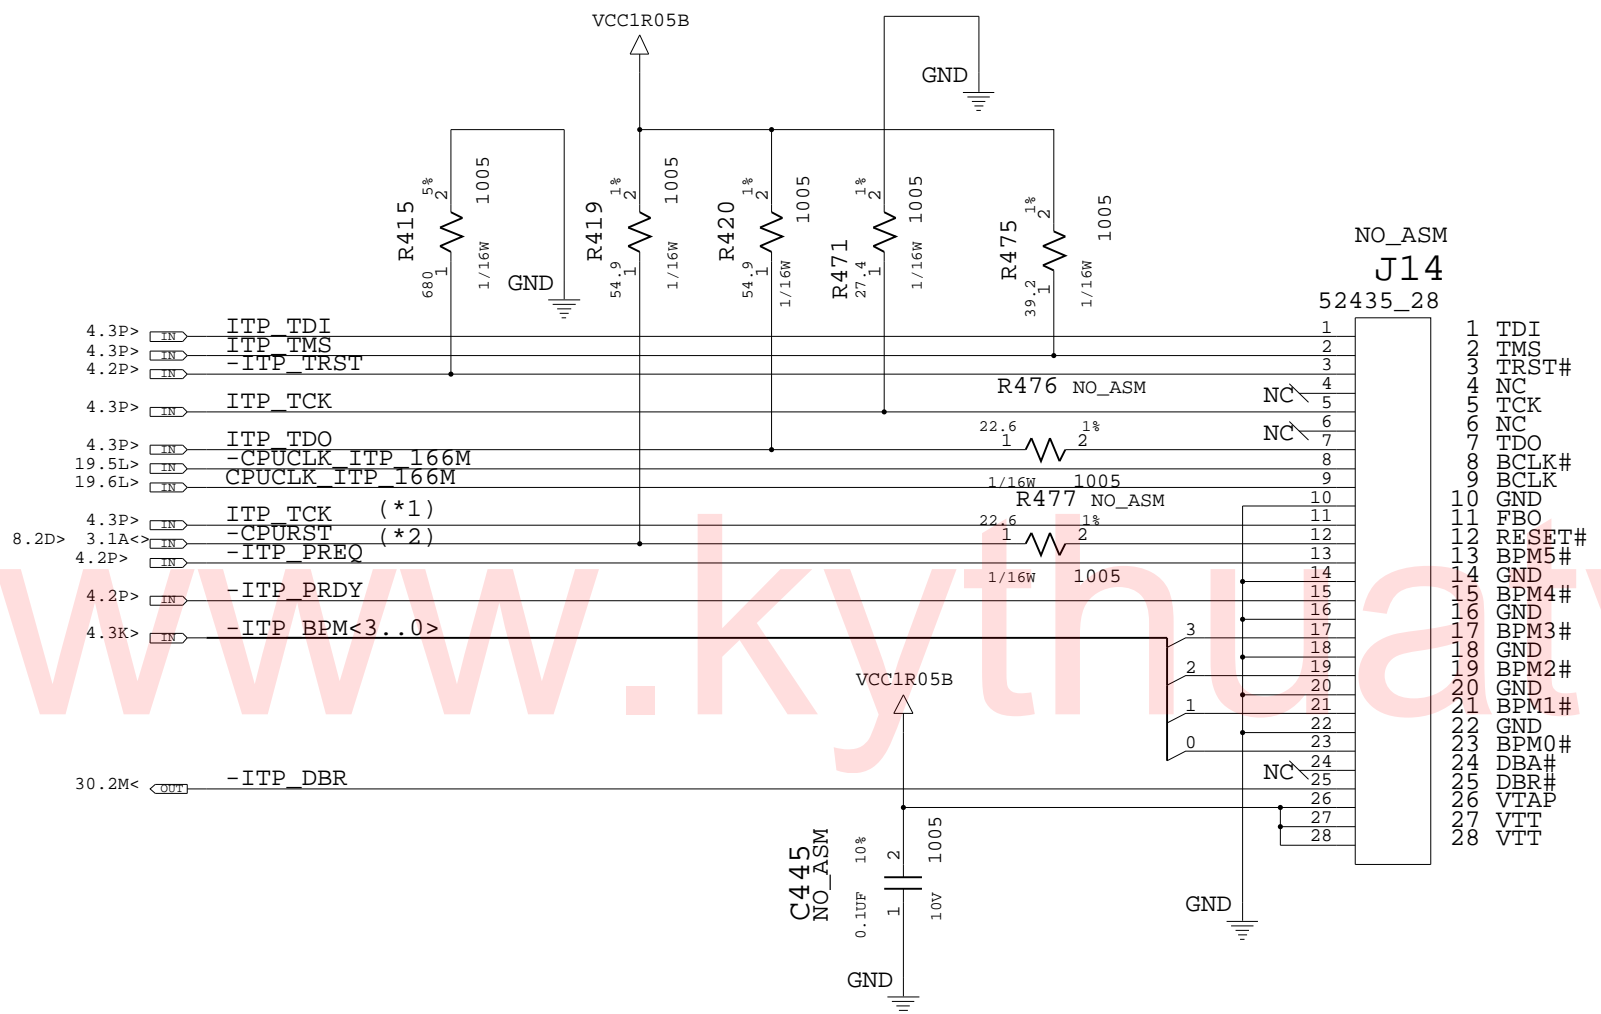 VCC1R05B
GND
R415 680 5% 1 2 1005 1/16W
GND
R419 54.9 1% 1 2 1005 1/16W
R420 54.9 1% 1 2 1005 1/16W
R471 27.4 1% 1 2 1005 1/16W
R475 39.2 1% 1 2 1005 1/16W
NO_ASM
J14
52435_28
4.3P> IN ITP_TDI 1 1 TDI
4.3P> IN ITP_TMS 2 2 TMS
4.2P> IN -ITP_TRST 3 3 TRST#
R476 NO_ASM
NC 4 4 NC
4.3P> IN ITP_TCK 5 5 TCK
NC 6 6 NC
22.6 1%
4.3P> IN ITP_TDO 1 2 7 7 TDO
19.5L> IN -CPUCLK_ITP_166M 8 8 BCLK#
19.6L> IN CPUCLK_ITP_166M 1/16W 1005 9 9 BCLK
R477 NO_ASM
10 10 GND
4.3P> IN ITP_TCK (*1) 22.6 1% 11 11 FBO
8.2D> 3.1A<> IN -CPURST (*2) 1 2 12 12 RESET#
4.2P> IN -ITP_PREQ 13 13 BPM5#
1/16W 1005
14 14 GND
4.2P> IN -ITP_PRDY 15 15 BPM4#
16 16 GND
4.3K> IN -ITP_BPM<3..0> 3 17 17 BPM3#
18 18 GND
2 19 19 BPM2#
VCC1R05B
20 20 GND
1 21 21 BPM1#
22 22 GND
0 23 23 BPM0#
NC 24 24 DBA#
30.2M< OUT -ITP_DBR 25 25 DBR#
26 26 VTAP
27 27 VTT
28 28 VTT
C445 NO_ASM 0.1UF 10% 1 2 10V 1005
GND
GND
www.kythuat